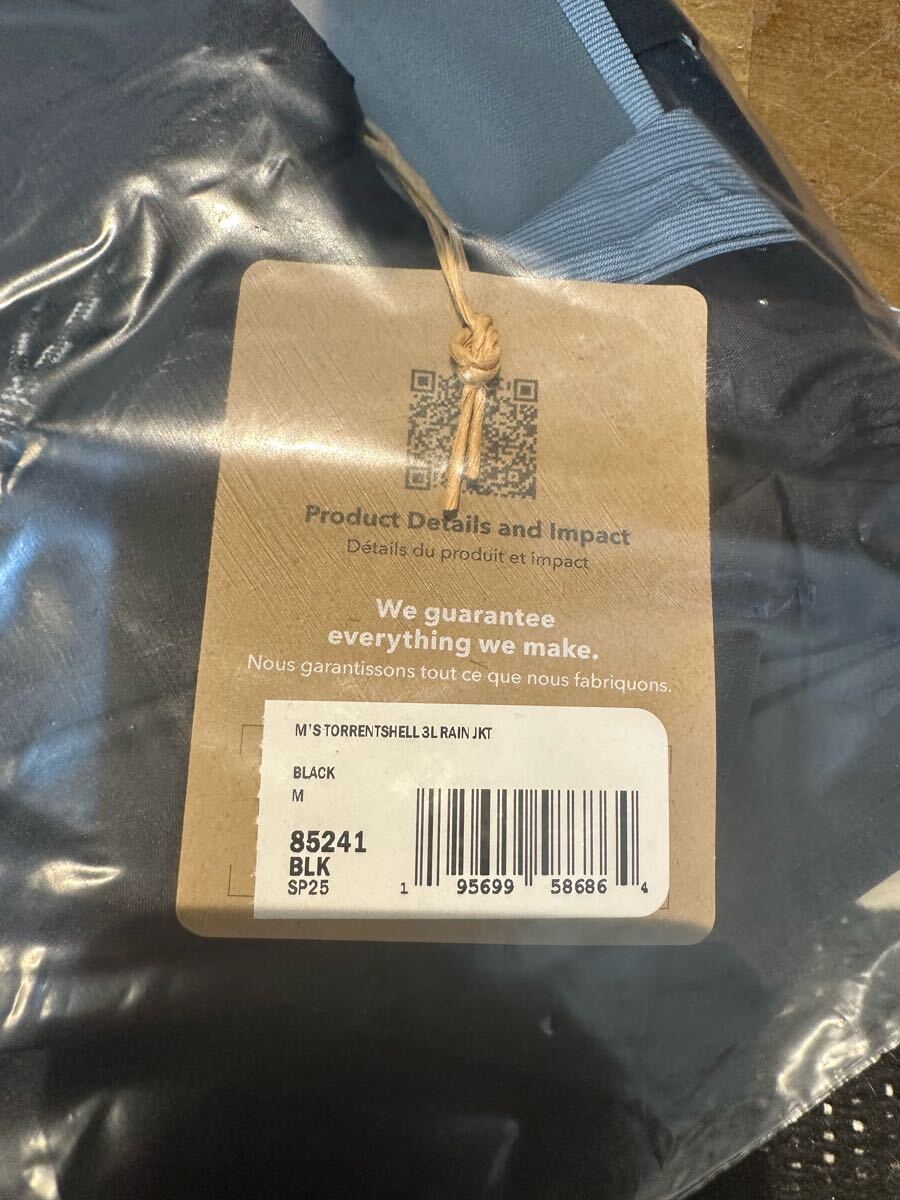 Product Details and Impact
Détails du produit et impact
We guarantee
everything we make.
Nous garantissons tout ce que nous fabriquons.
M'S TORRENTSHELL 3L RAIN JKT
BLACK
M
85241
BLK
SP25
1 95699 58686 4